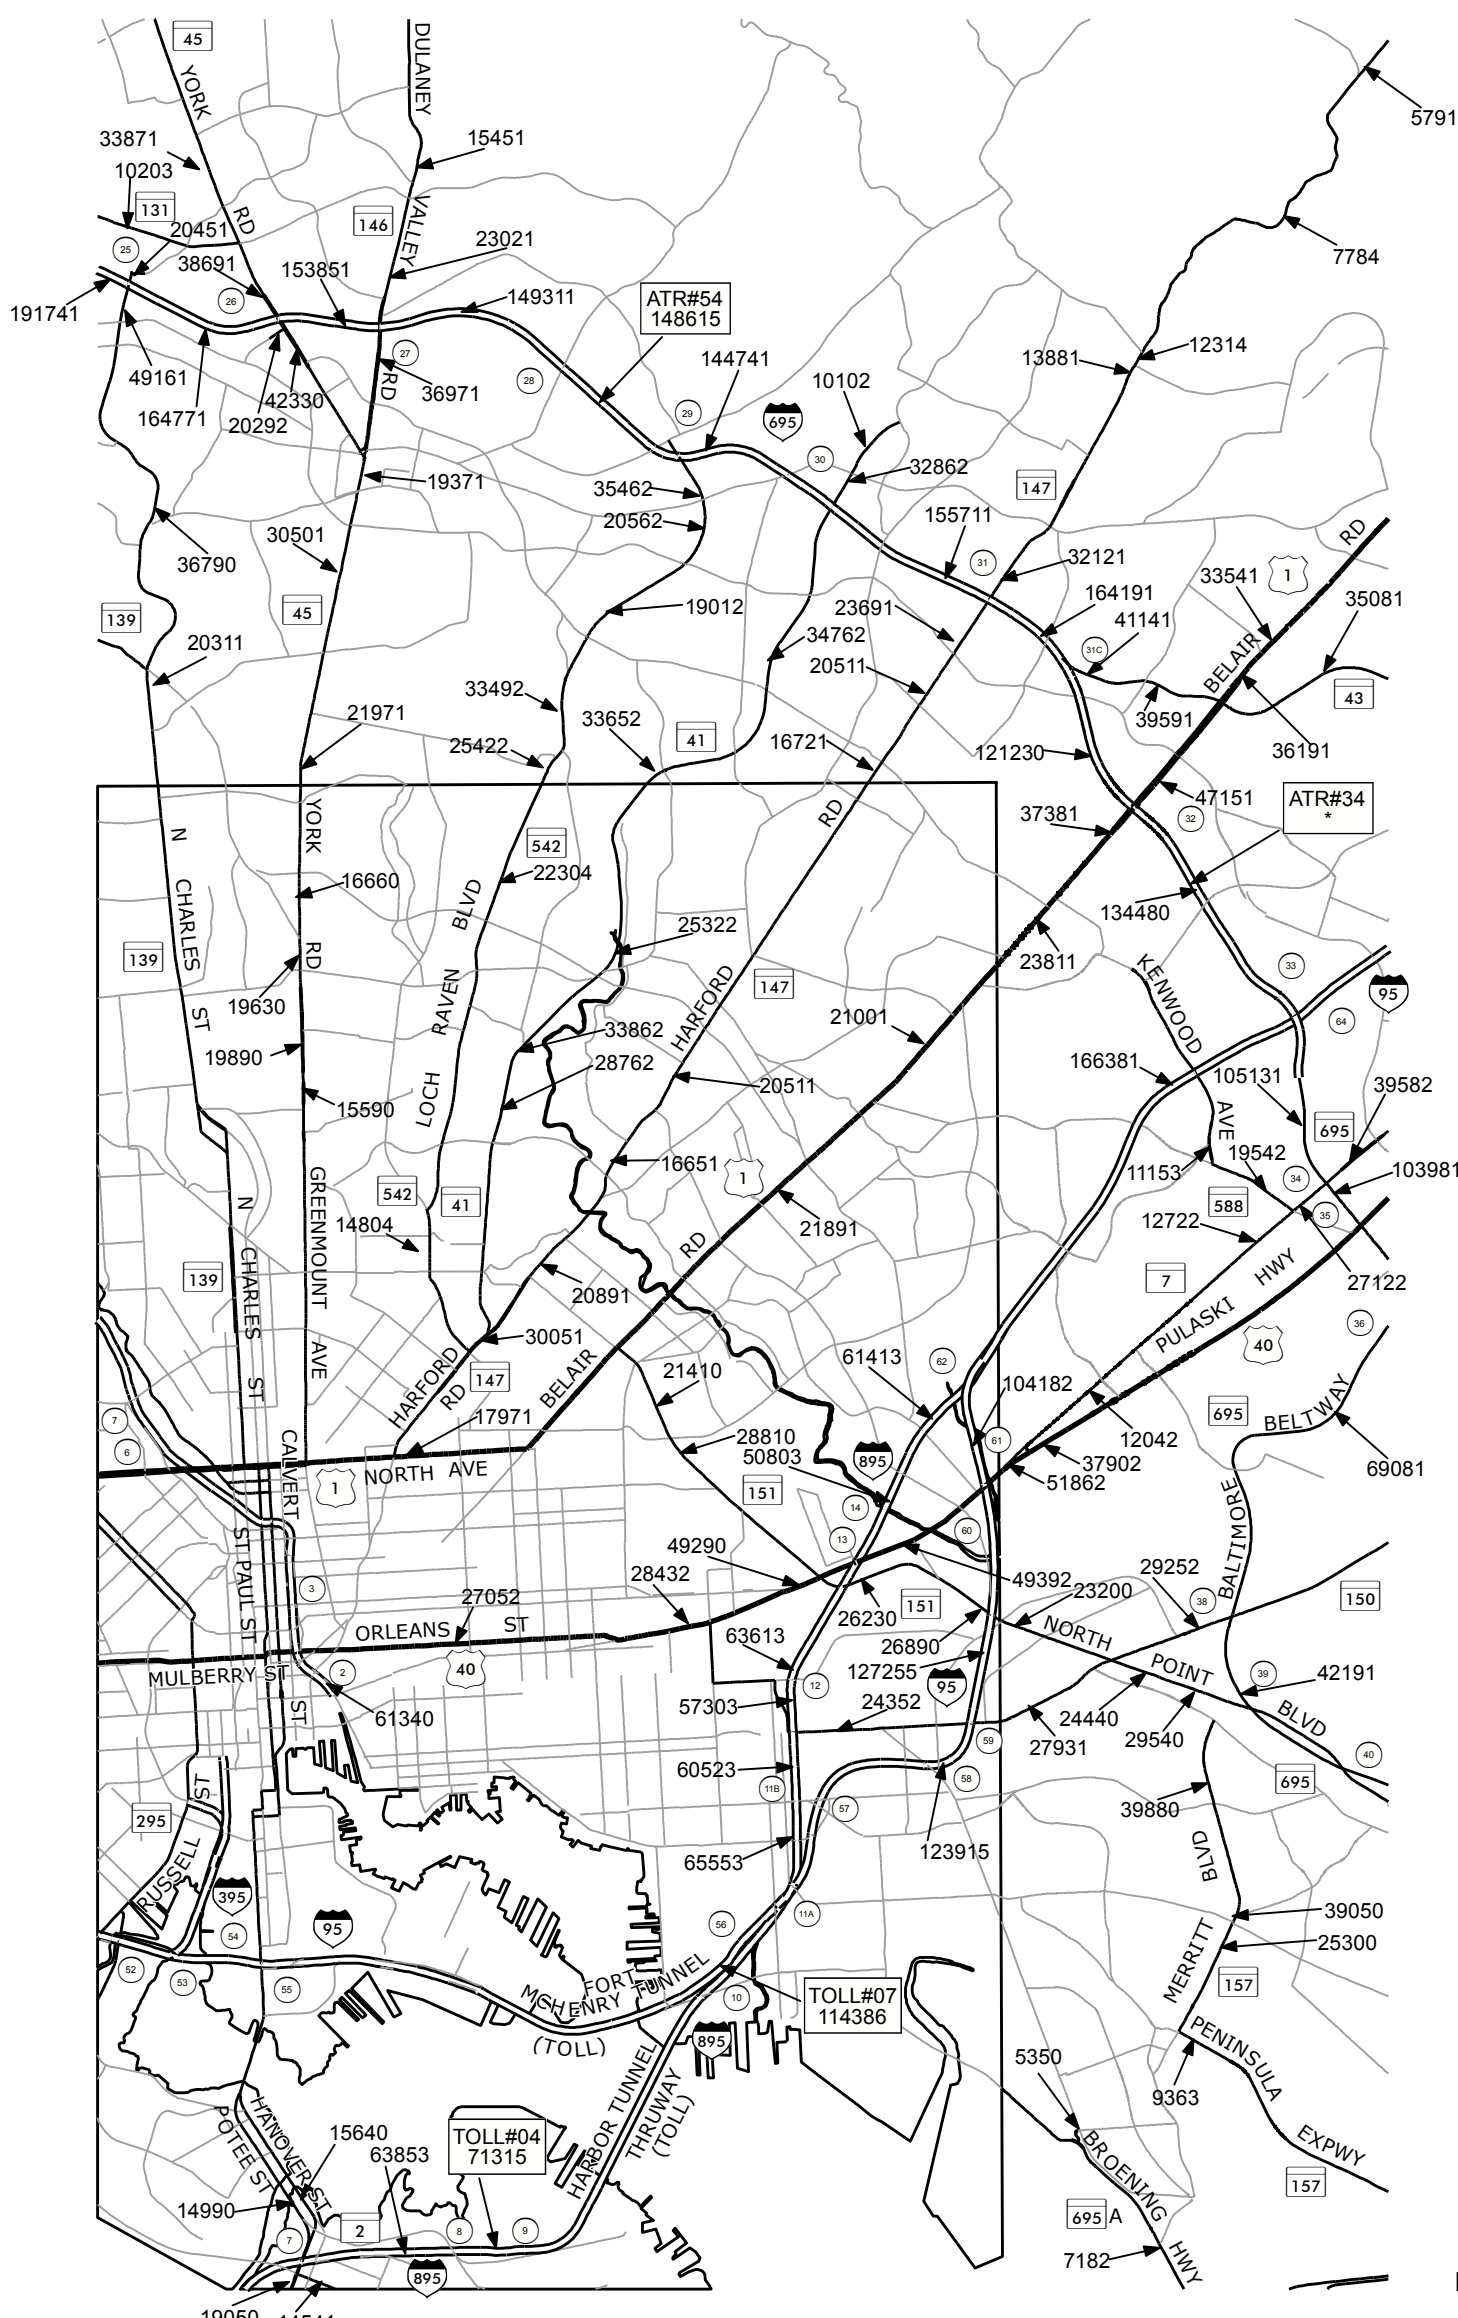 45
YORK
DULANEY
5791
33871
15451
10203
131
RD
146
VALLEY
20451
25
38691
153851
23021
7784
26
149311
ATR#54
148615
191741
49161
27
RD
36971
28
144741
13881
12314
164771
42330
20292
10102
29
695
30
19371
32862
147
35462
30501
20562
155711
RD
36790
31
32121
33541
1
45
139
19012
23691
164191
35081
41141
20311
34762
31C
20511
BELAIR
33492
43
21971
33652
39591
25422
41
16721
121230
36191
YORK
RD
47151
ATR#34
*
N
37381
32
542
22304
16660
CHARLES
BLVD
134480
25322
139
RD
23811
33
KENWOOD
147
95
19630
RAVEN
HARFORD
21001
64
ST
33862
19890
28762
166381
105131
39582
LOCH
20511
15590
AVE
695
16651
19542
11153
103981
GREENMOUNT
1
34
542
41
N
588
35
14804
21891
12722
RD
139
CHARLES
7
HWY
27122
20891
PULASKI
36
30051
40
AVE
HARFORD
RD
147
BELAIR
61413
62
21410
104182
ST
695
BELTWAY
7
17971
6
28810
61
12042
CALVERT
50803
37902
NORTH AVE
895
51862
69081
1
151
14
BALTIMORE
13
60
49290
ST PAUL ST
28432
49392
23200
29252
3
27052
38
150
ORLEANS ST
26230
151
63613
26890
NORTH
MULBERRY ST
2
40
127255
POINT
39
42191
12
95
57303
24352
ST
61340
24440
BLVD
27931
29540
59
40
60523
58
695
ST
11B
295
57
39880
123915
65553
BLVD
RUSSELL
395
39050
95
11A
56
54
25300
MERRITT
52
53
55
FORT
MCHENRY TUNNEL
(TOLL)
10
TOLL#07
114386
157
895
PENINSULA
5350
9363
HARBOR TUNNEL
THRUWAY
(TOLL)
HANOVER ST
POTEE ST
15640
TOLL#04
71315
BROENING
EXPWY
63853
157
14990
695 A
2
8
9
7
7182
HWY
895
19050